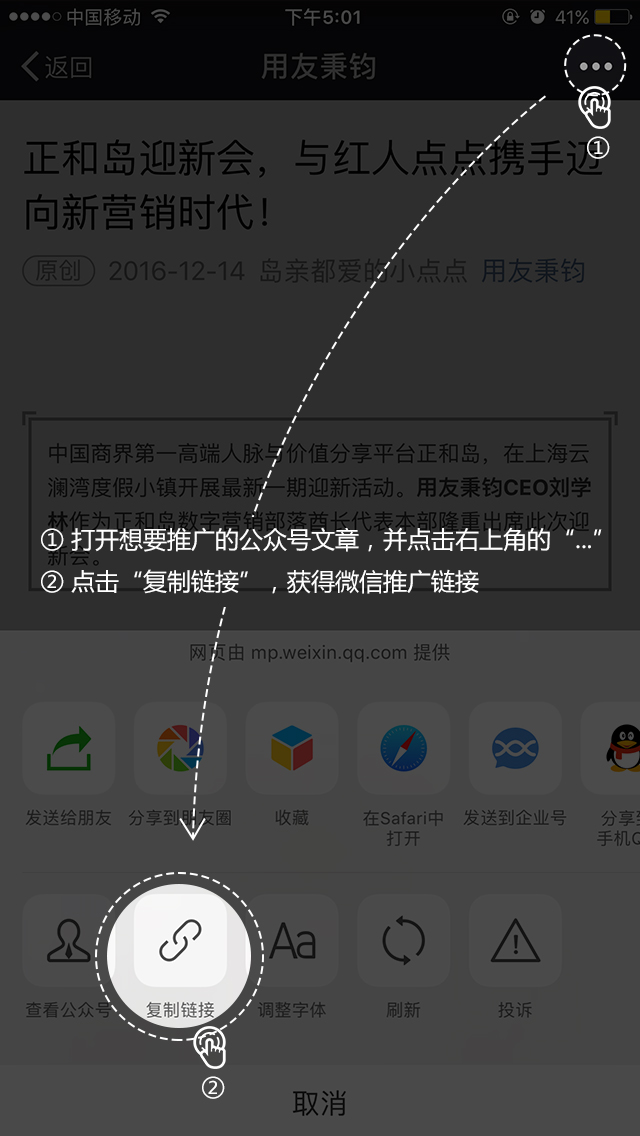 中国移动 下午5:01 41%
返回 用友秉钧
①
正和岛迎新会，与红人点点携手迈
向新营销时代！
原创 2016-12-14 岛亲都爱的小点点 用友秉钧
中国商界第一高端人脉与价值分享平台正和岛，在上海云
澜湾度假小镇开展最新一期迎新活动。用友秉钧CEO刘学
林作为正和岛数字营销部落酋长代表本部隆重出席此次迎
新会。
① 打开想要推广的公众号文章，并点击右上角的“...”
② 点击“复制链接”，获得微信推广链接
网页由 mp.weixin.qq.com 提供
发送给朋友 分享到朋友圈 收藏 在Safari中 发送到企业号 分享到
打开 手机Q
Aa
查看公众号 复制链接 调整字体 刷新 投诉
②
取消